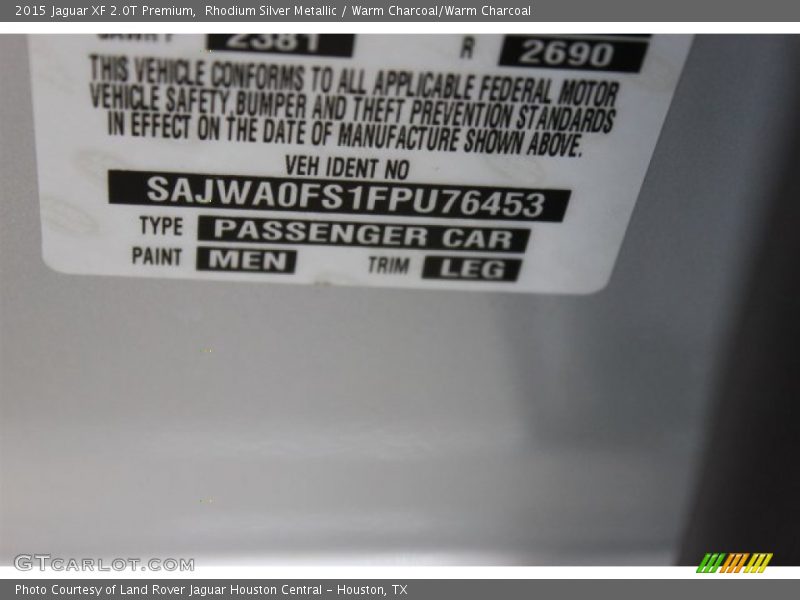 2015 Jaguar XF 2.0T Premium, Rhodium Silver Metallic / Warm Charcoal/Warm Charcoal
2381 R 2690
THIS VEHICLE CONFORMS TO ALL APPLICABLE FEDERAL MOTOR
VEHICLE SAFETY, BUMPER AND THEFT PREVENTION STANDARDS
IN EFFECT ON THE DATE OF MANUFACTURE SHOWN ABOVE.
VEH IDENT NO
SAJWA0FS1FPU76453
TYPE PASSENGER CAR
PAINT MEN TRIM LEG
GTCARLOT.COM
Photo Courtesy of Land Rover Jaguar Houston Central – Houston, TX